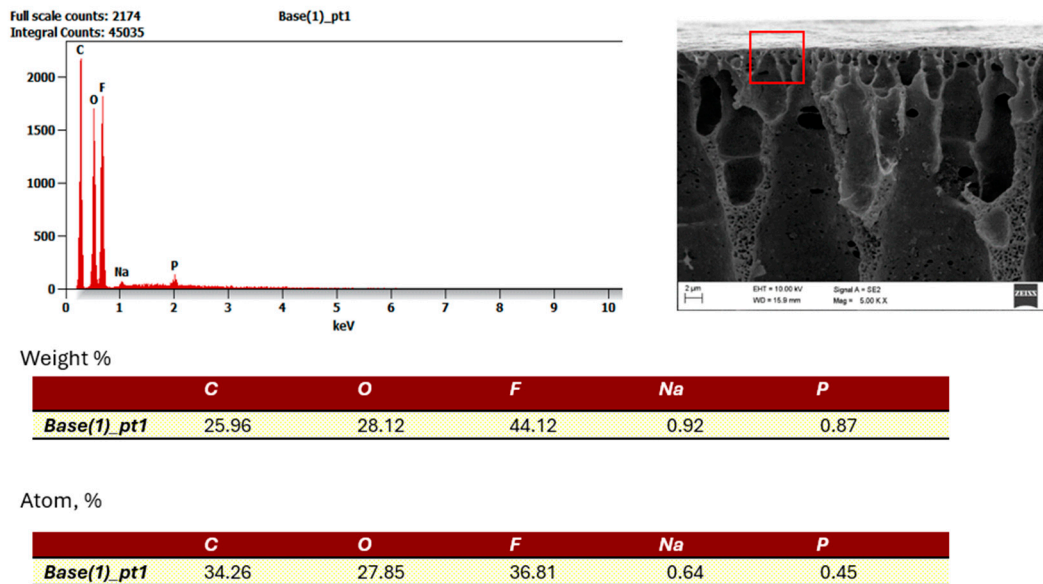 Full scale counts: 2174 Base(1)_pt1
Integral Counts: 45035
C
O F
Na P
2000
1500
1000
500
0
0 1 2 3 4 5 6 7 8 9 10
keV
2 µm EHT = 10.00 kV Signal A = SE2
WD = 15.9 mm Mag = 5.00 K X
ZEISS
Weight %
C O F Na P
Base(1)_pt1 25.96 28.12 44.12 0.92 0.87
Atom, %
C O F Na P
Base(1)_pt1 34.26 27.85 36.81 0.64 0.45